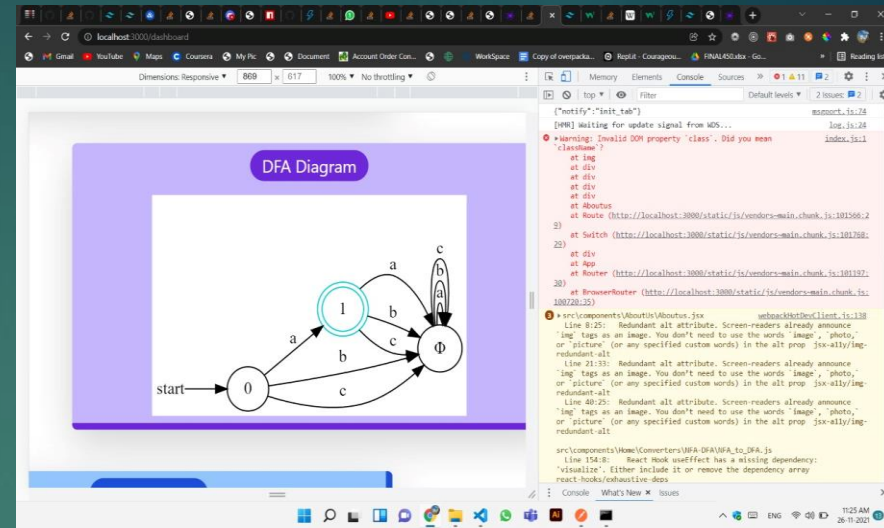 localhost:3000/dashboard
M Gmail YouTube Maps Coursera My Pic Document Account Order Con... WorkSpace Copy of overpacka... Replit - Courageou... FINAL450.xlsx - Go... » Reading list
Dimensions: Responsive ▼ 869 x 617 100% ▼ No throttling ▼
Memory Elements Console Sources » 1 11 2
top ▼ Filter Default levels ▼ 2 Issues: 2
{"notify":"init_tab"} msgport.js:74
[HMR] Waiting for update signal from WDS... log.js:24
Warning: Invalid DOM property `class`. Did you mean index.js:1
`className`?
at img
at div
at div
at div
at div
at Aboutus
at Route (http://localhost:3000/static/js/vendors~main.chunk.js:101566:2
9)
at Switch (http://localhost:3000/static/js/vendors~main.chunk.js:101768:
29)
at div
at App
at Router (http://localhost:3000/static/js/vendors~main.chunk.js:101197:
30)
at BrowserRouter (http://localhost:3000/static/js/vendors~main.chunk.js:
100720:35)
3 src\components\AboutUs\Aboutus.jsx webpackHotDevClient.js:138
Line 8:25: Redundant alt attribute. Screen-readers already announce
`img` tags as an image. You don't need to use the words `image`, `photo,`
or `picture` (or any specified custom words) in the alt prop jsx-a11y/img-
redundant-alt
Line 21:33: Redundant alt attribute. Screen-readers already announce
`img` tags as an image. You don't need to use the words `image`, `photo,`
or `picture` (or any specified custom words) in the alt prop jsx-a11y/img-
redundant-alt
Line 40:25: Redundant alt attribute. Screen-readers already announce
`img` tags as an image. You don't need to use the words `image`, `photo,`
or `picture` (or any specified custom words) in the alt prop jsx-a11y/img-
redundant-alt
src\components\Home\Converters\NFA-DFA\NFA_to_DFA.js
Line 154:8: React Hook useEffect has a missing dependency:
'visualize'. Either include it or remove the dependency array
react-hooks/exhaustive-deps
Console What's New × Issues
DFA Diagram
c
b
a
a
1
b
c
Φ
a
b
start
0
c
ENG
11:25 AM
26-11-2021